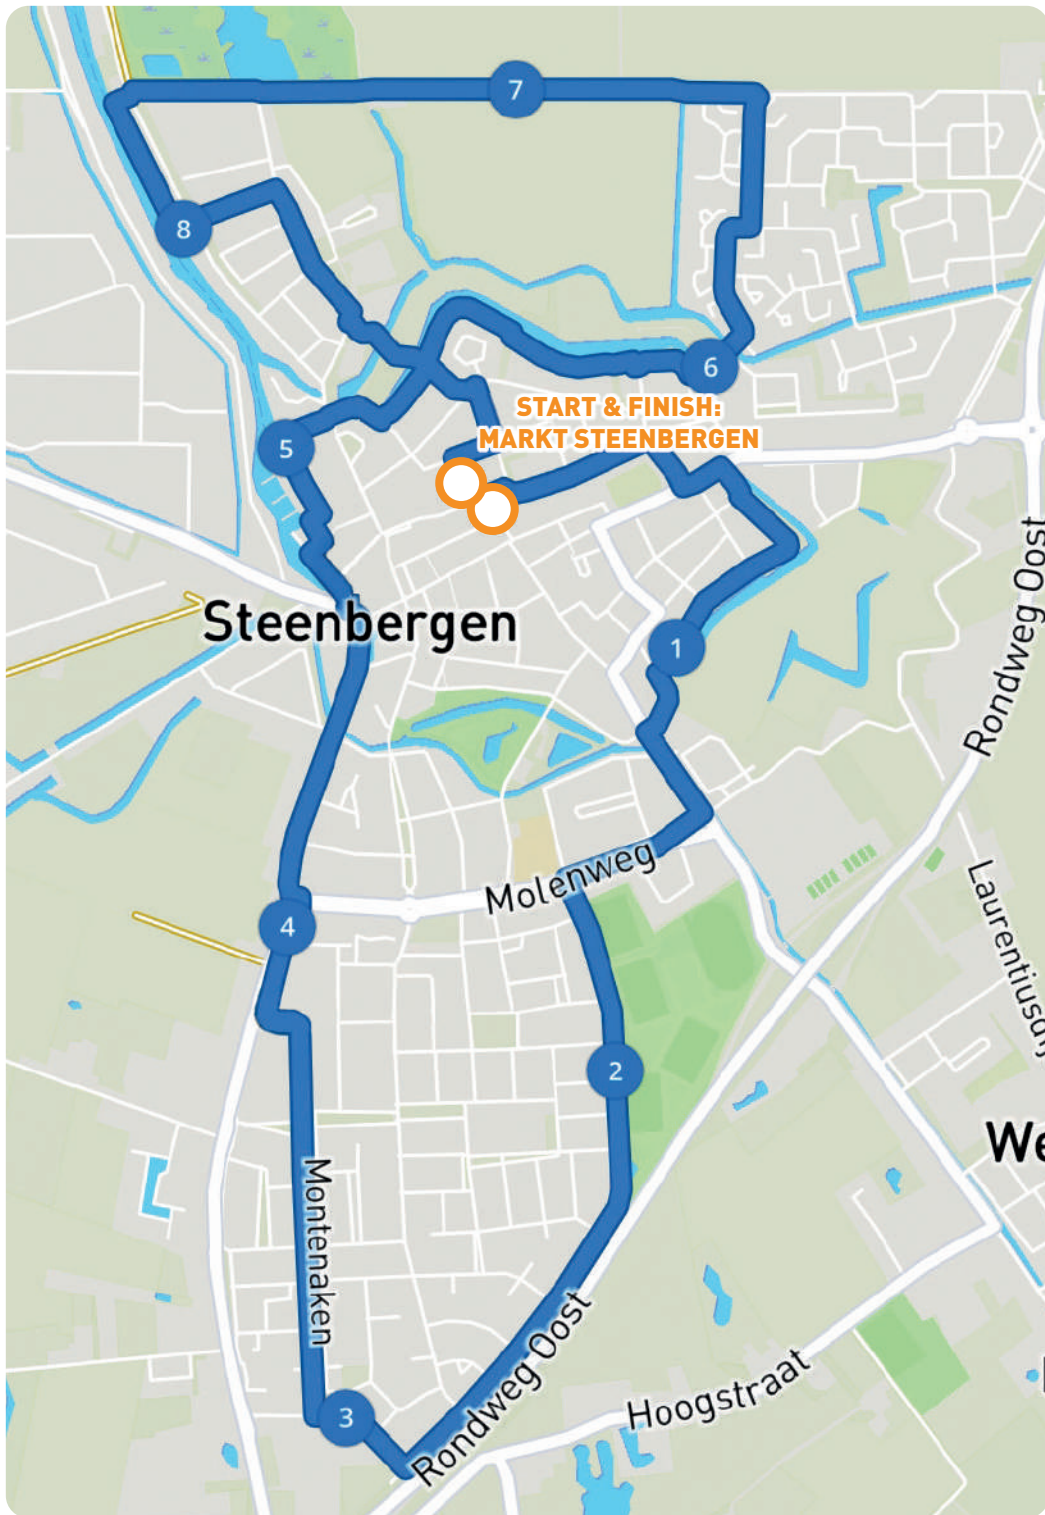 7
8
6
START & FINISH:
MARKT STEENBERGEN
5
Rondweg Oost
Steenbergen
1
Molenweg
Laurentiusdij
4
2
We
Montenaken
Rondweg Oost
Hoogstraat
3